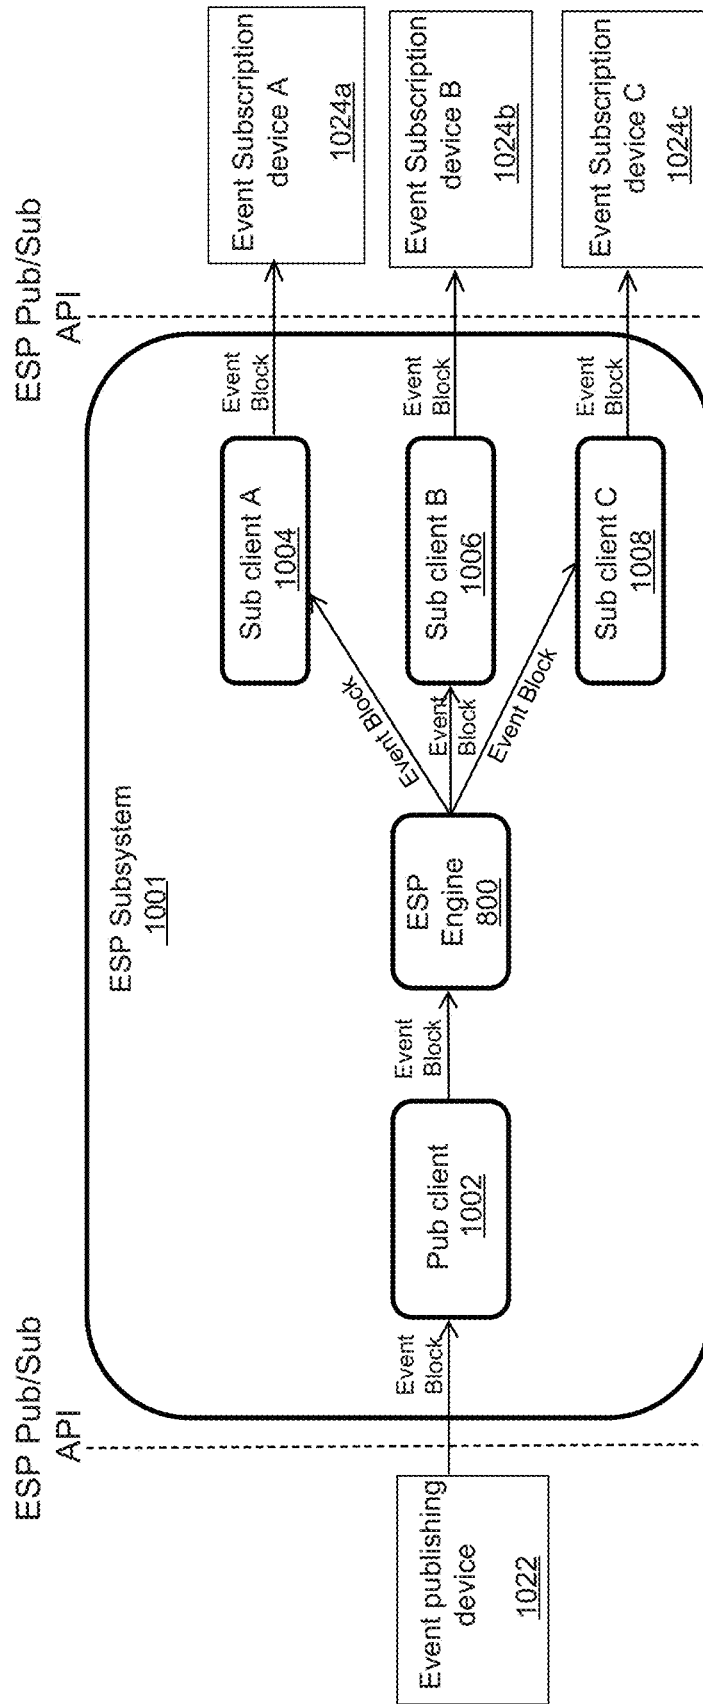 ESP Pub/Sub
API
ESP Pub/Sub
API
ESP Subsystem
1001
Event publishing
device
1022
Event
Block
Pub client
1002
Event
Block
ESP
Engine
800
Event Block
Event
Block
Event Block
Sub client A
1004
Sub client B
1006
Sub client C
1008
Event
Block
Event
Block
Event
Block
Event Subscription
device A
1024a
Event Subscription
device B
1024b
Event Subscription
device C
1024c